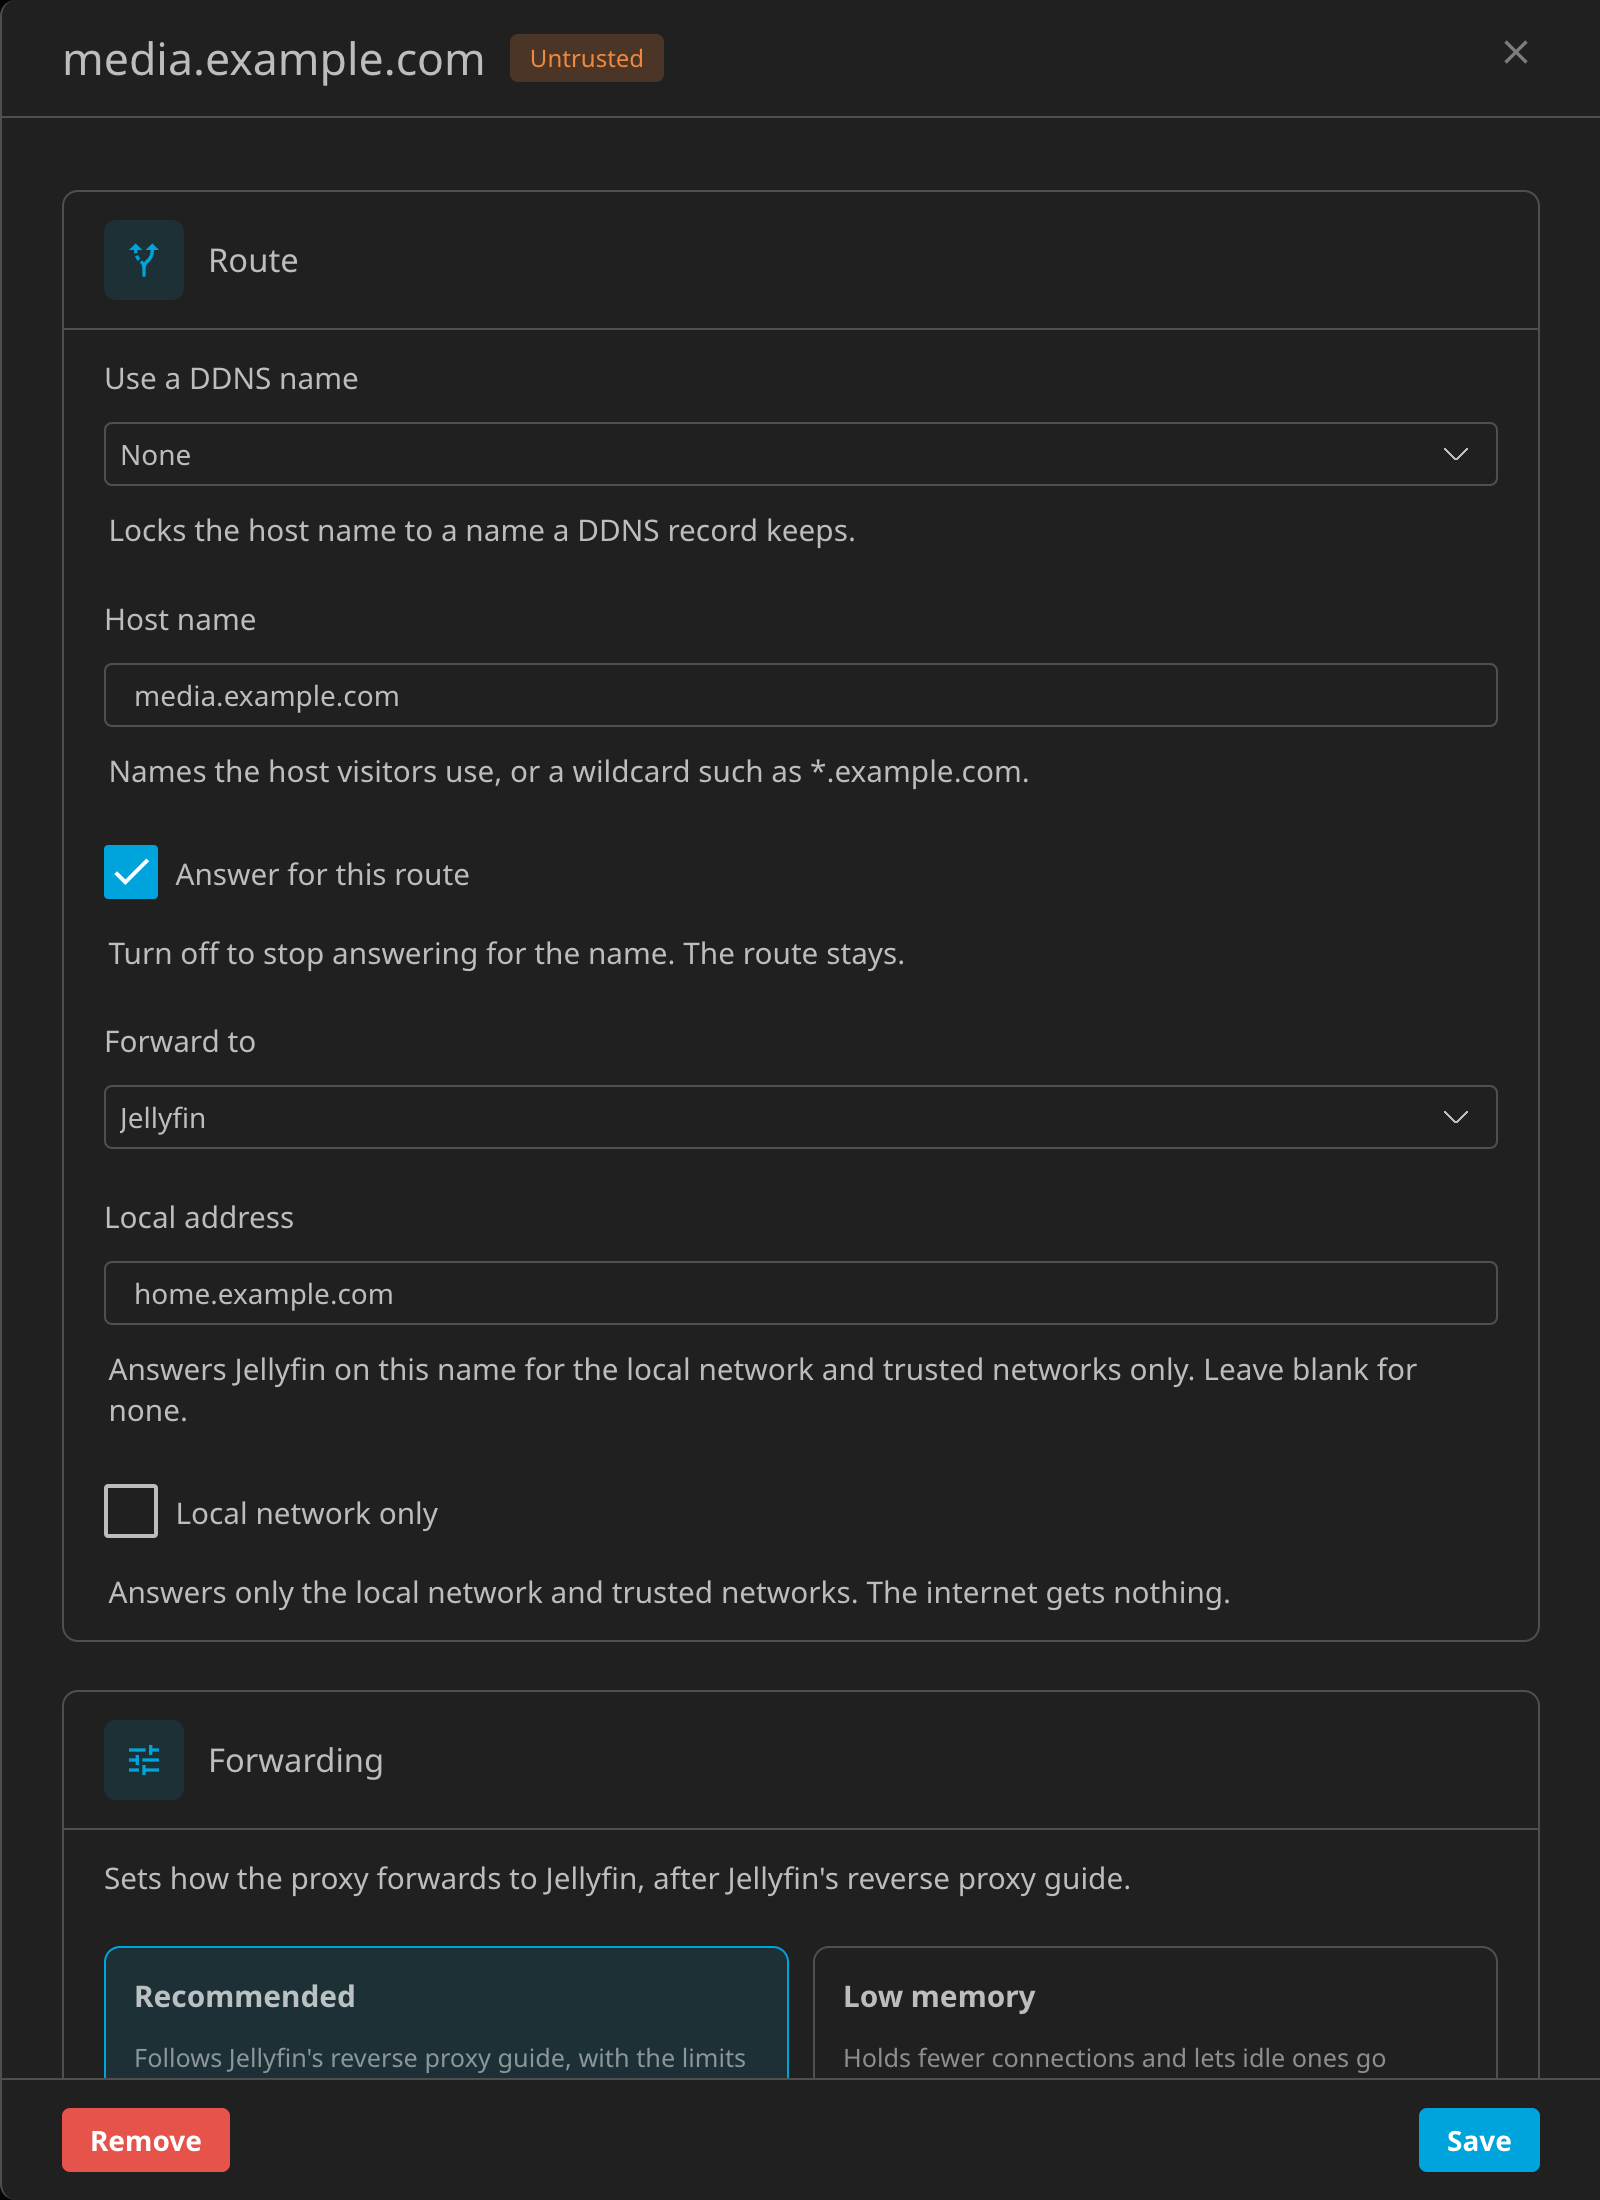 media.example.com
Untrusted
Route
Use a DDNS name
None
Locks the host name to a name a DDNS record keeps.
Host name
media.example.com
Names the host visitors use, or a wildcard such as *.example.com.
Answer for this route
Turn off to stop answering for the name. The route stays.
Forward to
Jellyfin
Local address
home.example.com
Answers Jellyfin on this name for the local network and trusted networks only. Leave blank for
none.
Local network only
Answers only the local network and trusted networks. The internet gets nothing.
Forwarding
Sets how the proxy forwards to Jellyfin, after Jellyfin's reverse proxy guide.
Recommended
Follows Jellyfin's reverse proxy guide, with the limits
Low memory
Holds fewer connections and lets idle ones go
Remove
Save